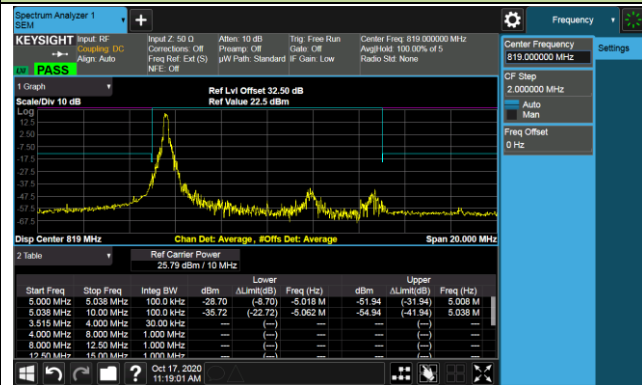 Spectrum Analyzer 1
SEM
Frequency
KEYSIGHT
Input: RF
Coupling: DC
Align: Auto
Input Z: 50 Ω
Corrections: Off
Freq Ref: Ext (S)
NFE: Off
Atten: 10 dB
Preamp: Off
µW Path: Standard
Trig: Free Run
Gate: Off
IF Gain: Low
Center Freq: 819.000000 MHz
Avg|Hold: 100.00% of 5
Radio Std: None
PASS
Center Frequency
819.000000 MHz
Settings
CF Step
2.000000 MHz
Auto
Man
Freq Offset
0 Hz
1 Graph
Scale/Div 10 dB
Ref Lvl Offset 32.50 dB
Ref Value 22.5 dBm
Log
12.5
2.50
-7.50
-17.5
-27.5
-37.5
-47.5
-57.5
-67.5
Disp Center 819 MHz
Chan Det: Average , #Offs Det: Average
Span 20.000 MHz
2 Table
Ref Carrier Power
25.79 dBm / 10 MHz
Lower Upper
Start Freq Stop Freq Integ BW dBm ΔLimit(dB) Freq (Hz) dBm ΔLimit(dB) Freq (Hz)
5.000 MHz 5.038 MHz 100.0 kHz -28.70 (-8.70) -5.018 M -51.94 (-31.94) 5.008 M
5.038 MHz 10.00 MHz 100.0 kHz -35.72 (-22.72) -5.062 M -54.94 (-41.94) 5.038 M
3.515 MHz 4.000 MHz 30.00 kHz --- (---) --- (---)
4.000 MHz 8.000 MHz 1.000 MHz --- (---) --- (---)
8.000 MHz 12.50 MHz 1.000 MHz --- (---) --- (---)
12.50 MHz 15.00 MHz 1.000 MHz --- (---) --- (---)
?
Oct 17, 2020
11:19:01 AM